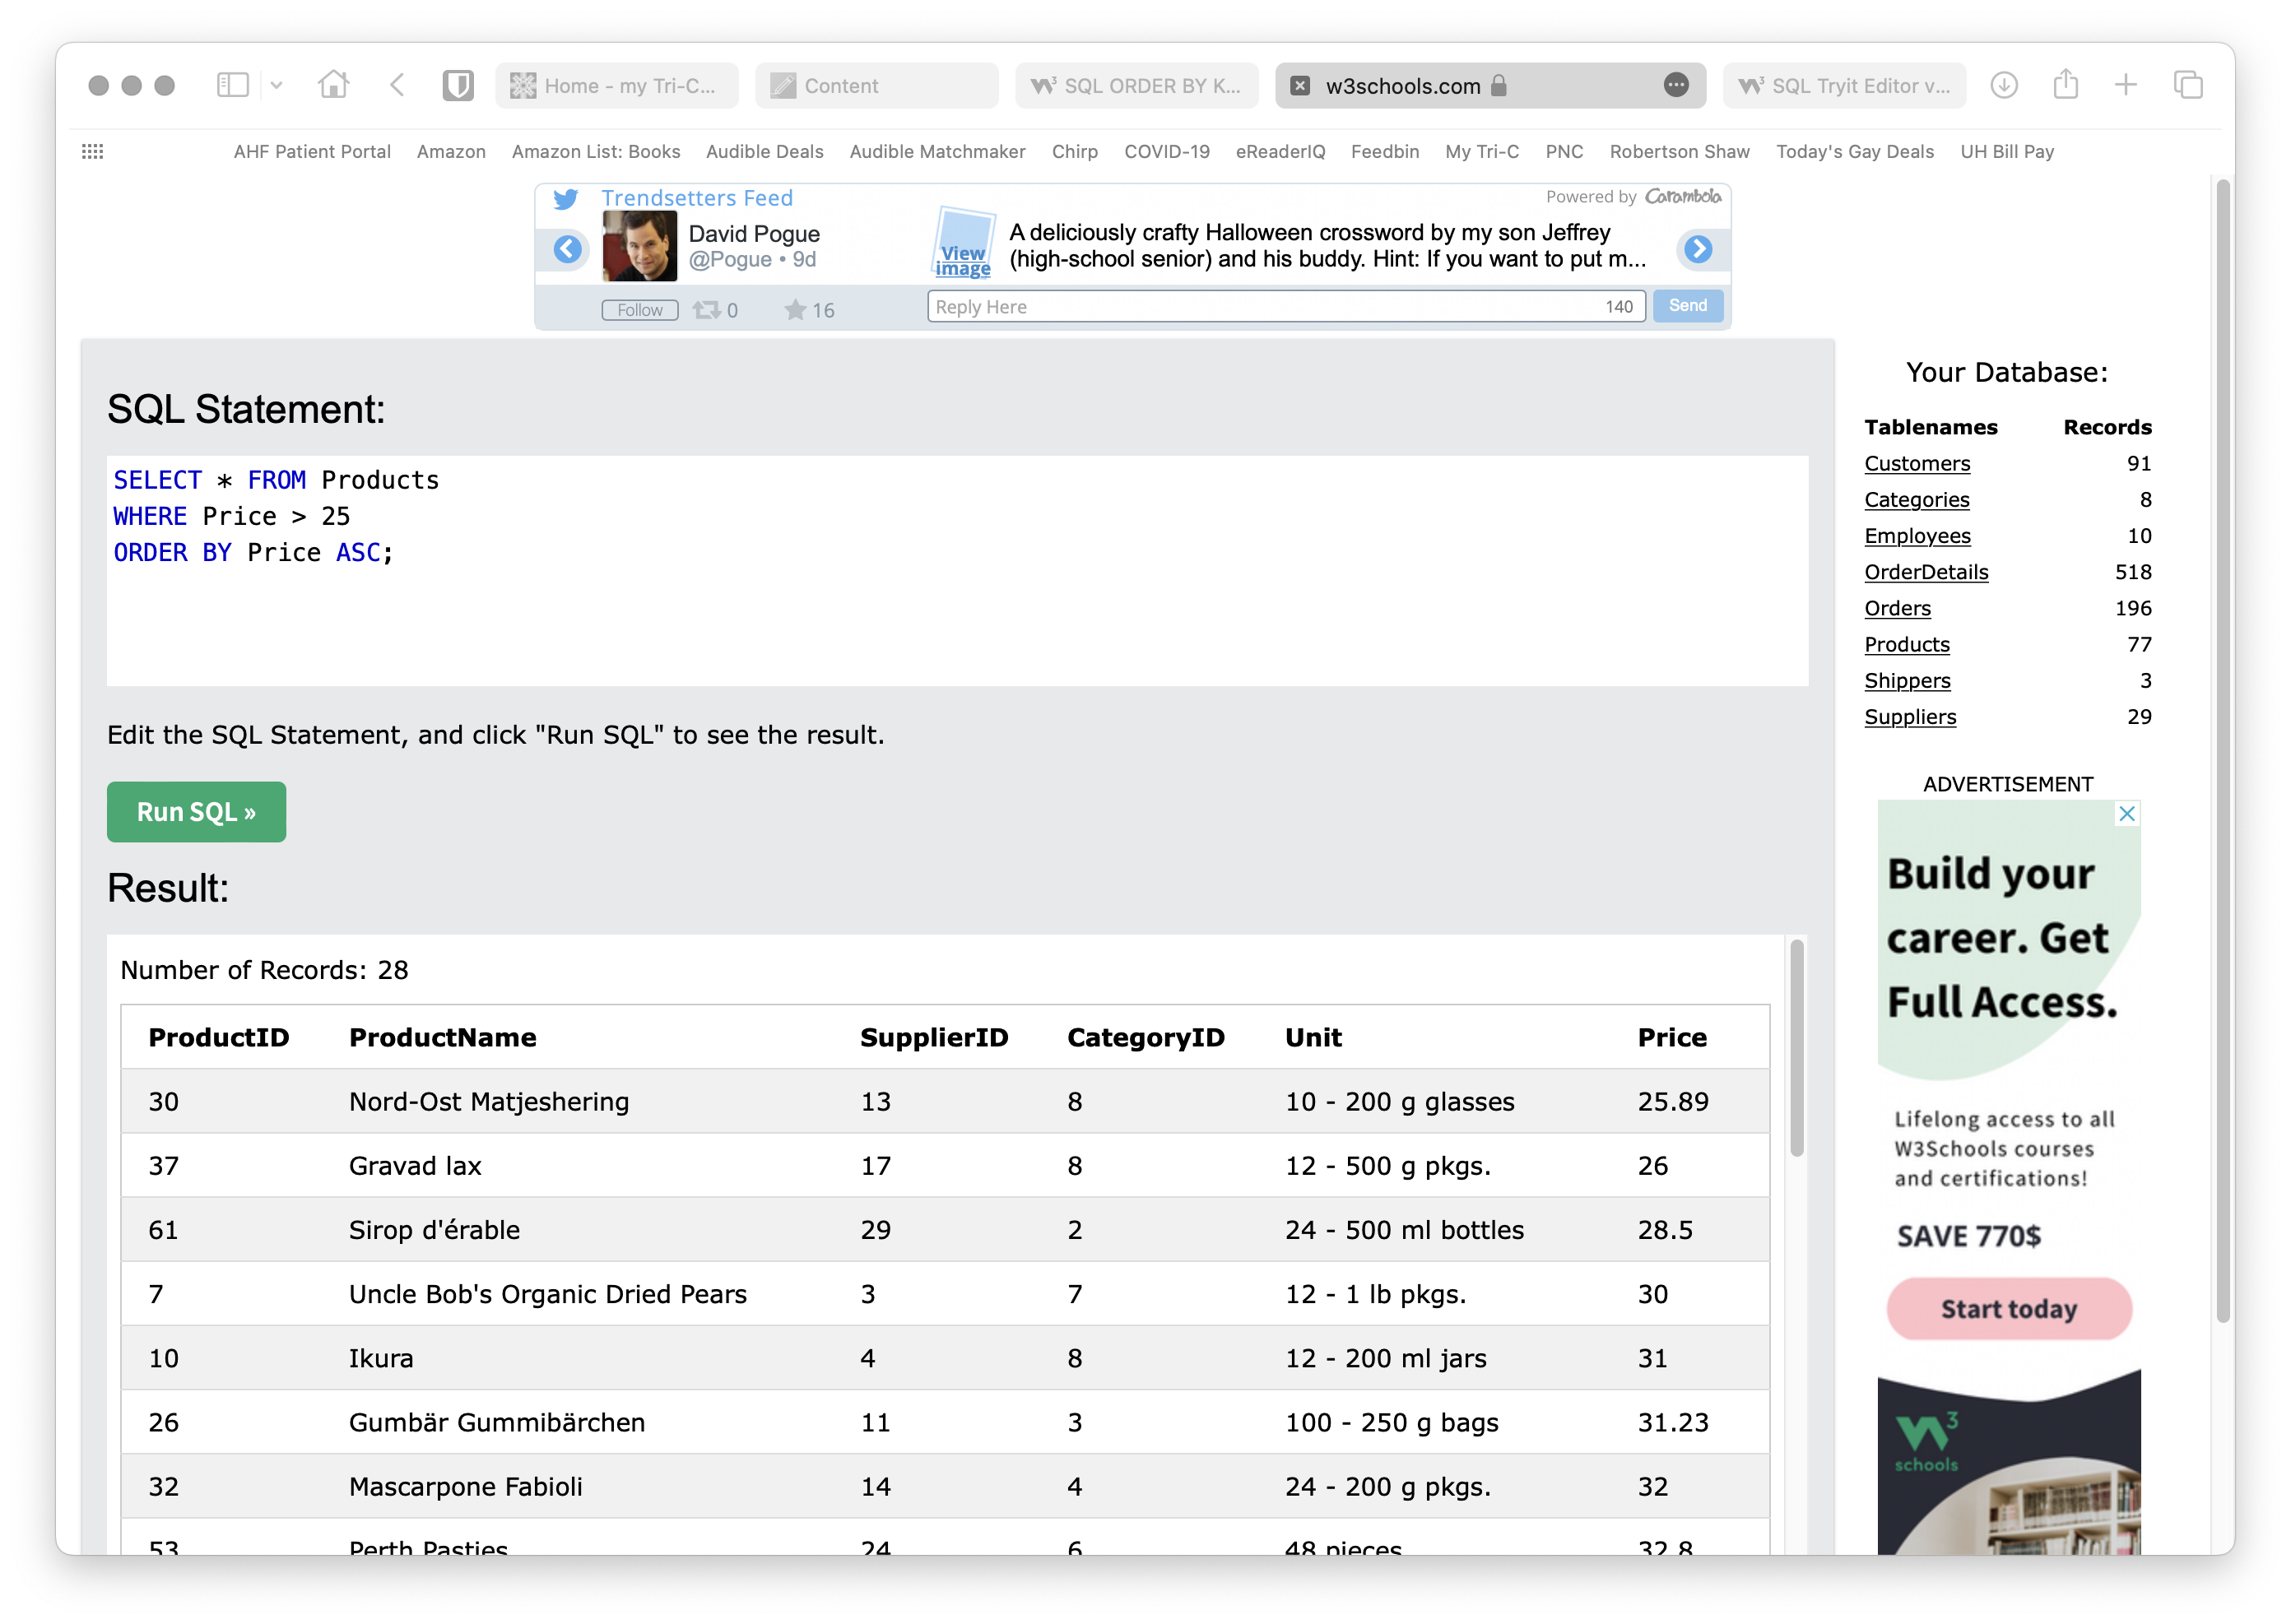 Home - my Tri-C...
Content
W³ SQL ORDER BY K...
w3schools.com
W³ SQL Tryit Editor v...
AHF Patient Portal Amazon Amazon List: Books Audible Deals Audible Matchmaker Chirp COVID-19 eReaderIQ Feedbin My Tri-C PNC Robertson Shaw Today's Gay Deals UH Bill Pay
Trendsetters Feed
Powered by Carambola
David Pogue
@Pogue • 9d
View image
A deliciously crafty Halloween crossword by my son Jeffrey
(high-school senior) and his buddy. Hint: If you want to put m...
Follow 0 16
Reply Here 140 Send
SQL Statement:
SELECT * FROM Products
WHERE Price > 25
ORDER BY Price ASC;
Edit the SQL Statement, and click "Run SQL" to see the result.
Run SQL »
Result:
Number of Records: 28
ProductID ProductName SupplierID CategoryID Unit Price
30 Nord-Ost Matjeshering 13 8 10 - 200 g glasses 25.89
37 Gravad lax 17 8 12 - 500 g pkgs. 26
61 Sirop d'érable 29 2 24 - 500 ml bottles 28.5
7 Uncle Bob's Organic Dried Pears 3 7 12 - 1 lb pkgs. 30
10 Ikura 4 8 12 - 200 ml jars 31
26 Gumbär Gummibärchen 11 3 100 - 250 g bags 31.23
32 Mascarpone Fabioli 14 4 24 - 200 g pkgs. 32
53 Perth Pasties 24 6 48 pieces 32.8
Your Database:
Tablenames Records
Customers 91
Categories 8
Employees 10
OrderDetails 518
Orders 196
Products 77
Shippers 3
Suppliers 29
ADVERTISEMENT
Build your
career. Get
Full Access.
Lifelong access to all
W3Schools courses
and certifications!
SAVE 770$
Start today
W³
schools